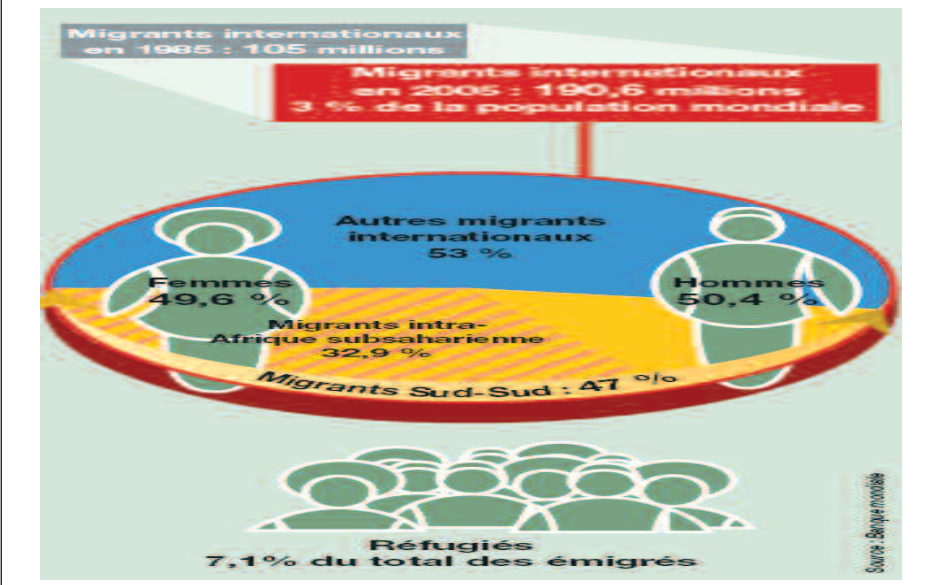 Migrants internationaux
en 1985 : 105 millions
Migrants internationaux
en 2005 : 190,6 millions
3 % de la population mondiale
Autres migrants
internationaux
53 %
Femmes
49,6 %
Hommes
50,4 %
Migrants intra-
Afrique subsaharienne
32,9 %
Migrants Sud-Sud : 47 %
Réfugiés
7,1% du total des émigrés
Source : Banque mondiale